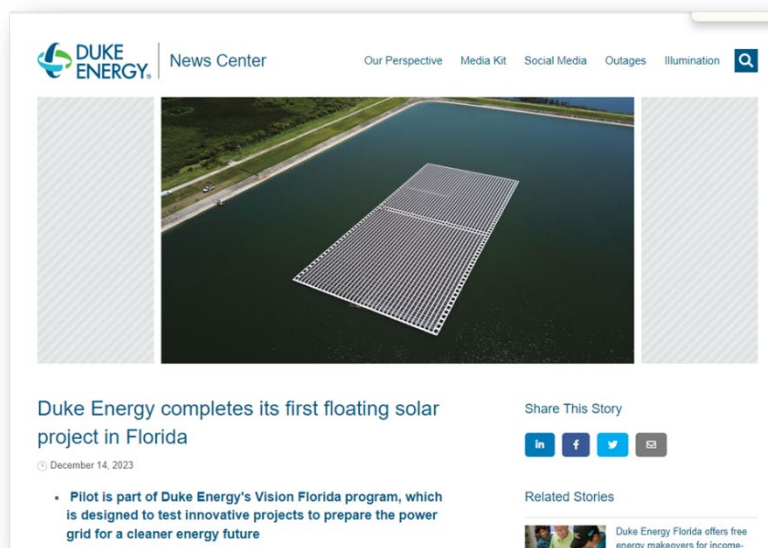 DUKE
ENERGY®
News Center
Our Perspective Media Kit Social Media Outages Illumination
Duke Energy completes its first floating solar
project in Florida
December 14, 2023
• Pilot is part of Duke Energy's Vision Florida program, which
is designed to test innovative projects to prepare the power
grid for a cleaner energy future
Share This Story
in f
Related Stories
Duke Energy Florida offers free
energy makeovers for income-